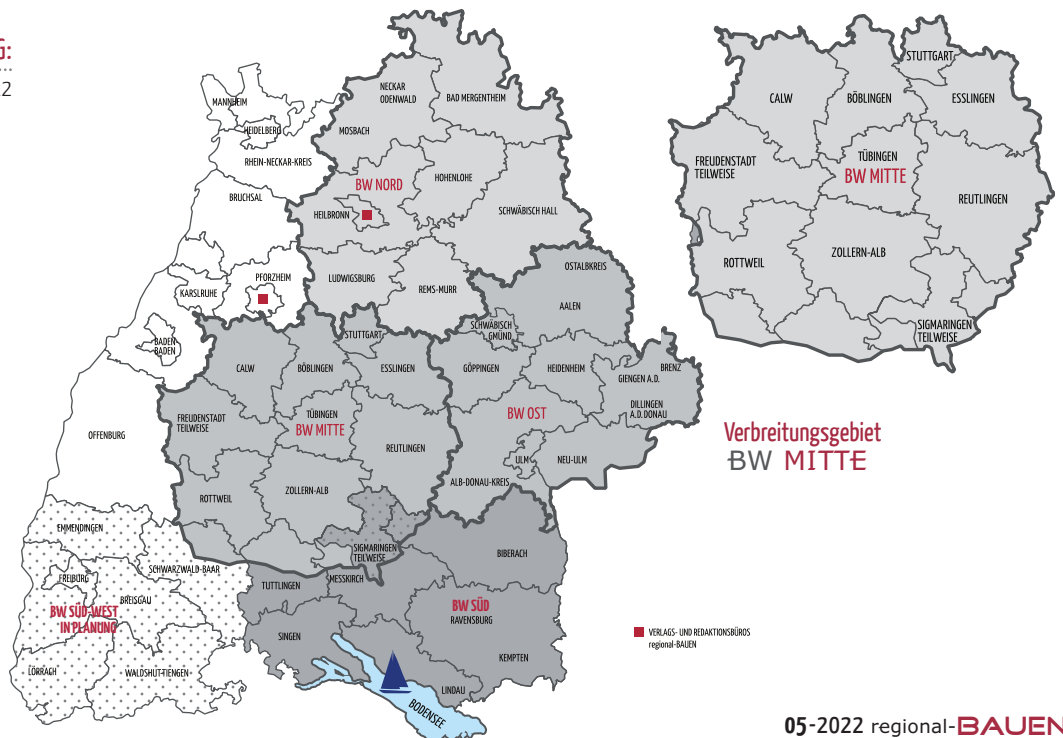 G:
2
MANNHEIM
HEIDELBERG
RHEIN-NECKAR-KREIS
BRUCHSAL
KARSLRUHE
PFORZHEIM
BADEN-
BADEN
OFFENBURG
NECKAR
ODENWALD
BAD MERGENTHEIM
MOSBACH
BW NORD
HOHENLOHE
HEILBRONN
SCHWÄBISCH HALL
LUDWIGSBURG
REMS-MURR
OSTALBKREIS
AALEN
SCHWÄBISCH
GMÜND
GÖPPINGEN
HEIDENHEIM
BRENZ
GIENGEN A.D.
DILLINGEN
A.D. DONAU
BW OST
ULM
NEU-ULM
ALB-DONAU-KREIS
STUTTGART
CALW
BÖBLINGEN
ESSLINGEN
FREUDENSTADT
TEILWEISE
TÜBINGEN
BW MITTE
REUTLINGEN
ROTTWEIL
ZOLLERN-ALB
SIGMARINGEN
TEILWEISE
EMMENDINGEN
FREIBURG
SCHWARZWALD-BAAR
BREISGAU
BW SÜD-WEST
IN PLANUNG
LÖRRACH
WALDSHUT-TIENGEN
TUTTLINGEN
MESSKIRCH
BIBERACH
BW SÜD
RAVENSBURG
SINGEN
KEMPTEN
LINDAU
BODENSEE
STUTTGART
CALW
BÖBLINGEN
ESSLINGEN
FREUDENSTADT
TEILWEISE
TÜBINGEN
BW MITTE
REUTLINGEN
ROTTWEIL
ZOLLERN-ALB
SIGMARINGEN
TEILWEISE
Verbreitungsgebiet
BW MITTE
VERLAGS- UND REDAKTIONSBÜROS
regional-BAUEN
05-2022 regional-BAUEN